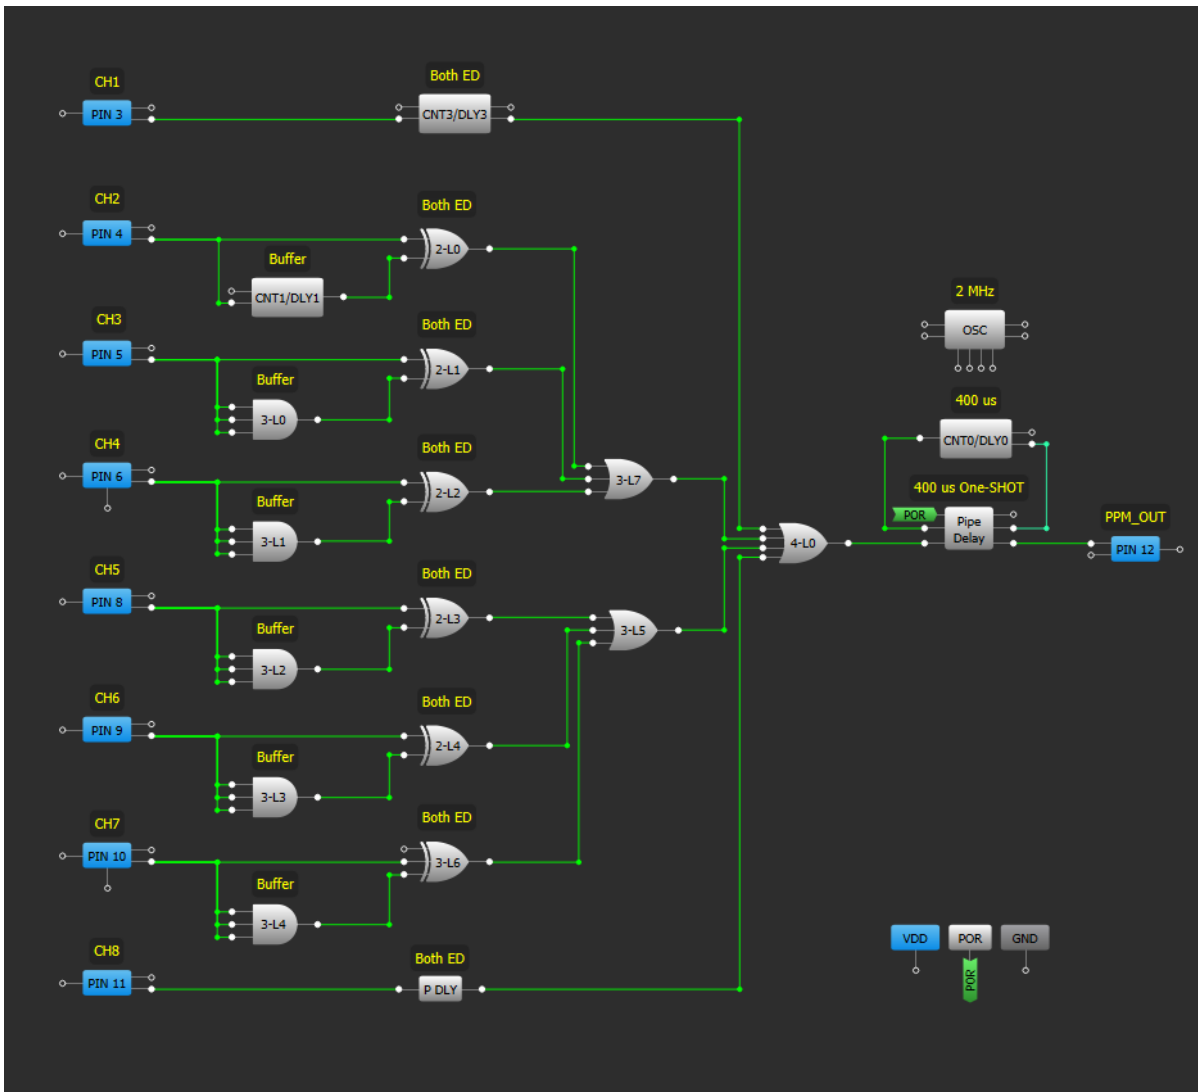 CH1
PIN 3
Both ED
CNT3/DLY3
CH2
PIN 4
Both ED
2-L0
Buffer
CNT1/DLY1
CH3
PIN 5
Both ED
2-L1
Buffer
3-L0
CH4
PIN 6
Both ED
2-L2
Buffer
3-L1
3-L7
CH5
PIN 8
Both ED
2-L3
Buffer
3-L2
3-L5
CH6
PIN 9
Both ED
2-L4
Buffer
3-L3
CH7
PIN 10
Both ED
3-L6
Buffer
3-L4
CH8
PIN 11
Both ED
P DLY
4-L0
2 MHz
OSC
400 us
CNT0/DLY0
400 us One-SHOT
POR
Pipe
Delay
PPM_OUT
PIN 12
VDD
POR
GND
POR